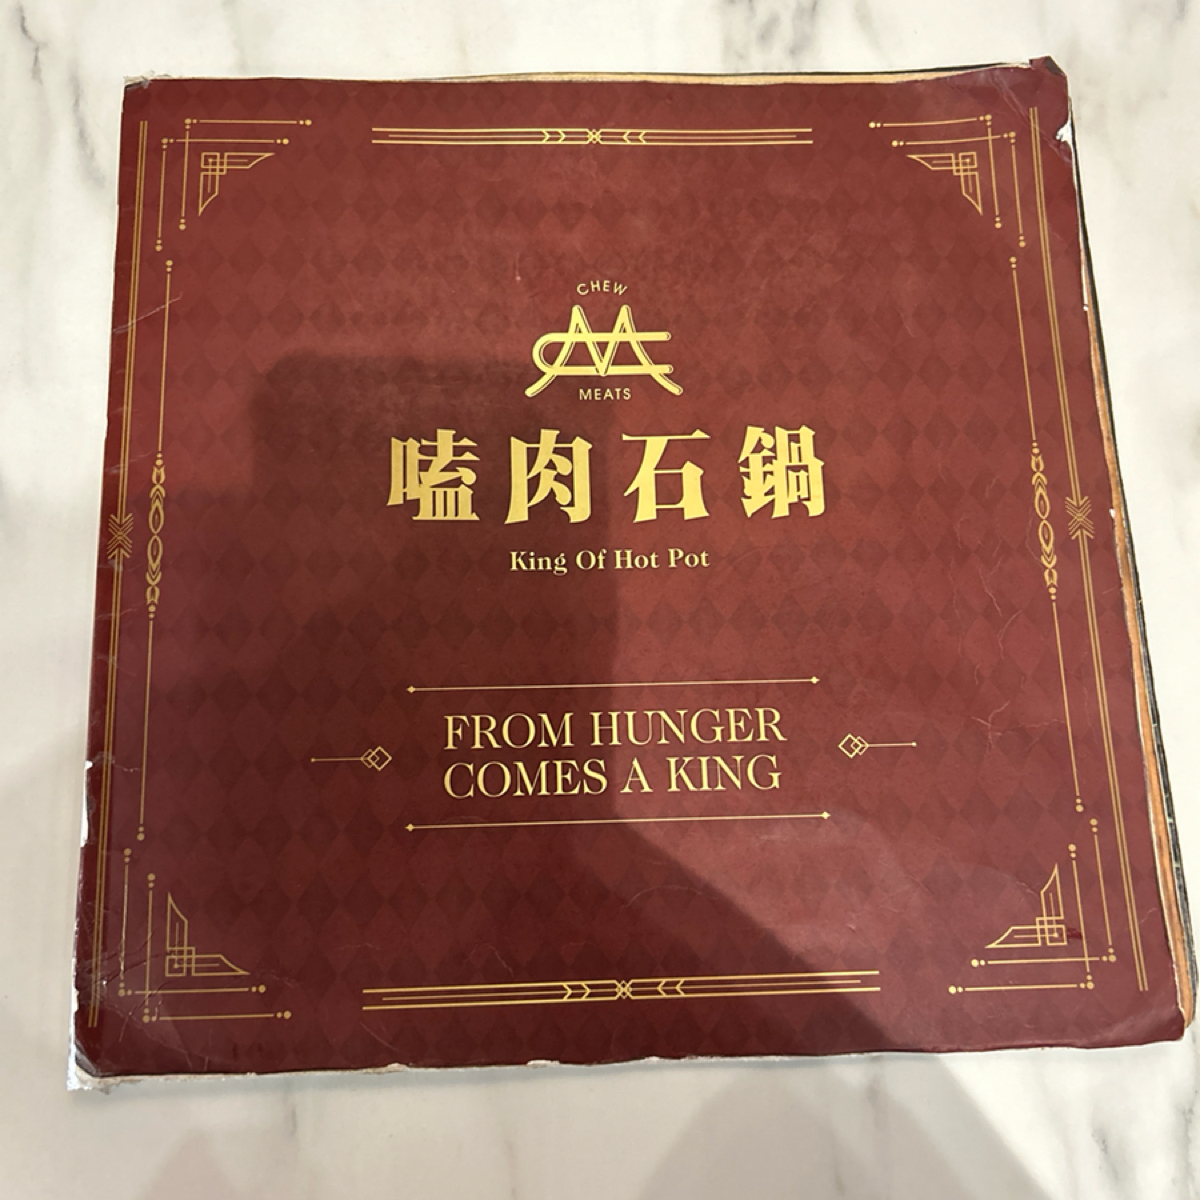 CHEW
MEATS
嗑肉石鍋
King Of Hot Pot
FROM HUNGER
COMES A KING